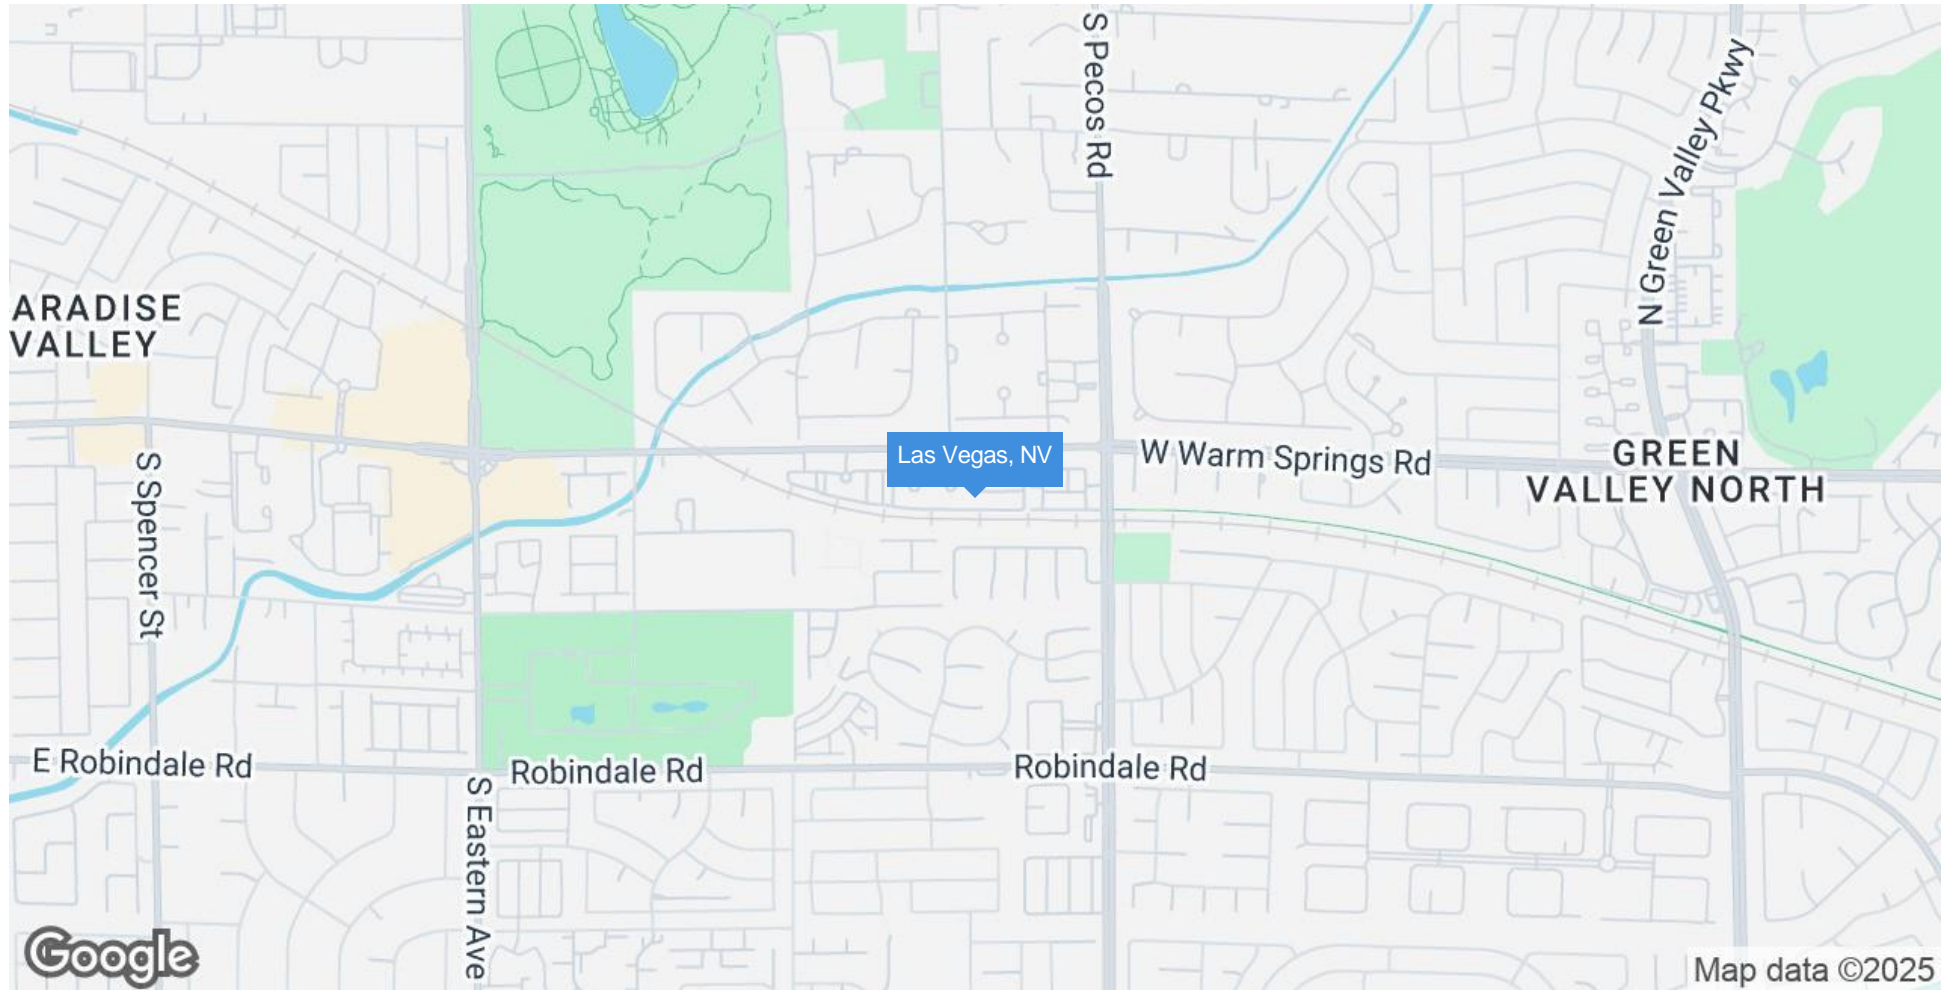 S Pecos Rd
N Green Valley Pkwy
ARADISE
VALLEY
Las Vegas, NV
W Warm Springs Rd
GREEN
VALLEY NORTH
S Spencer St
E Robindale Rd
Robindale Rd
Robindale Rd
S Eastern Ave
Google
Map data ©2025